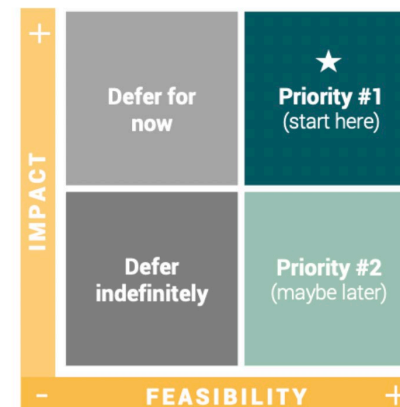 +
Defer for
now
★
Priority #1
(start here)
IMPACT
Defer
indefinitely
Priority #2
(maybe later)
- FEASIBILITY +